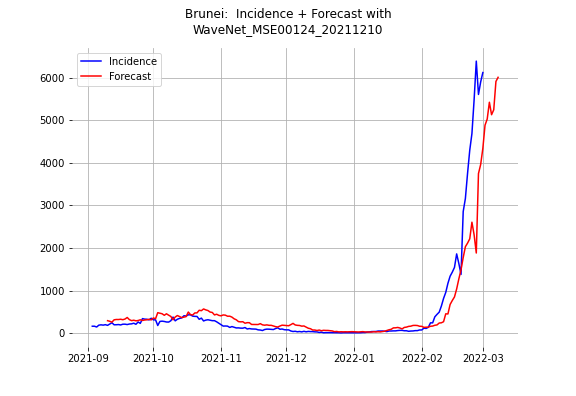 Brunei:  Incidence + Forecast with
WaveNet_MSE00124_20211210
Incidence
Forecast
6000
5000
4000
3000
2000
1000
0
2021-09 2021-10 2021-11 2021-12 2022-01 2022-02 2022-03